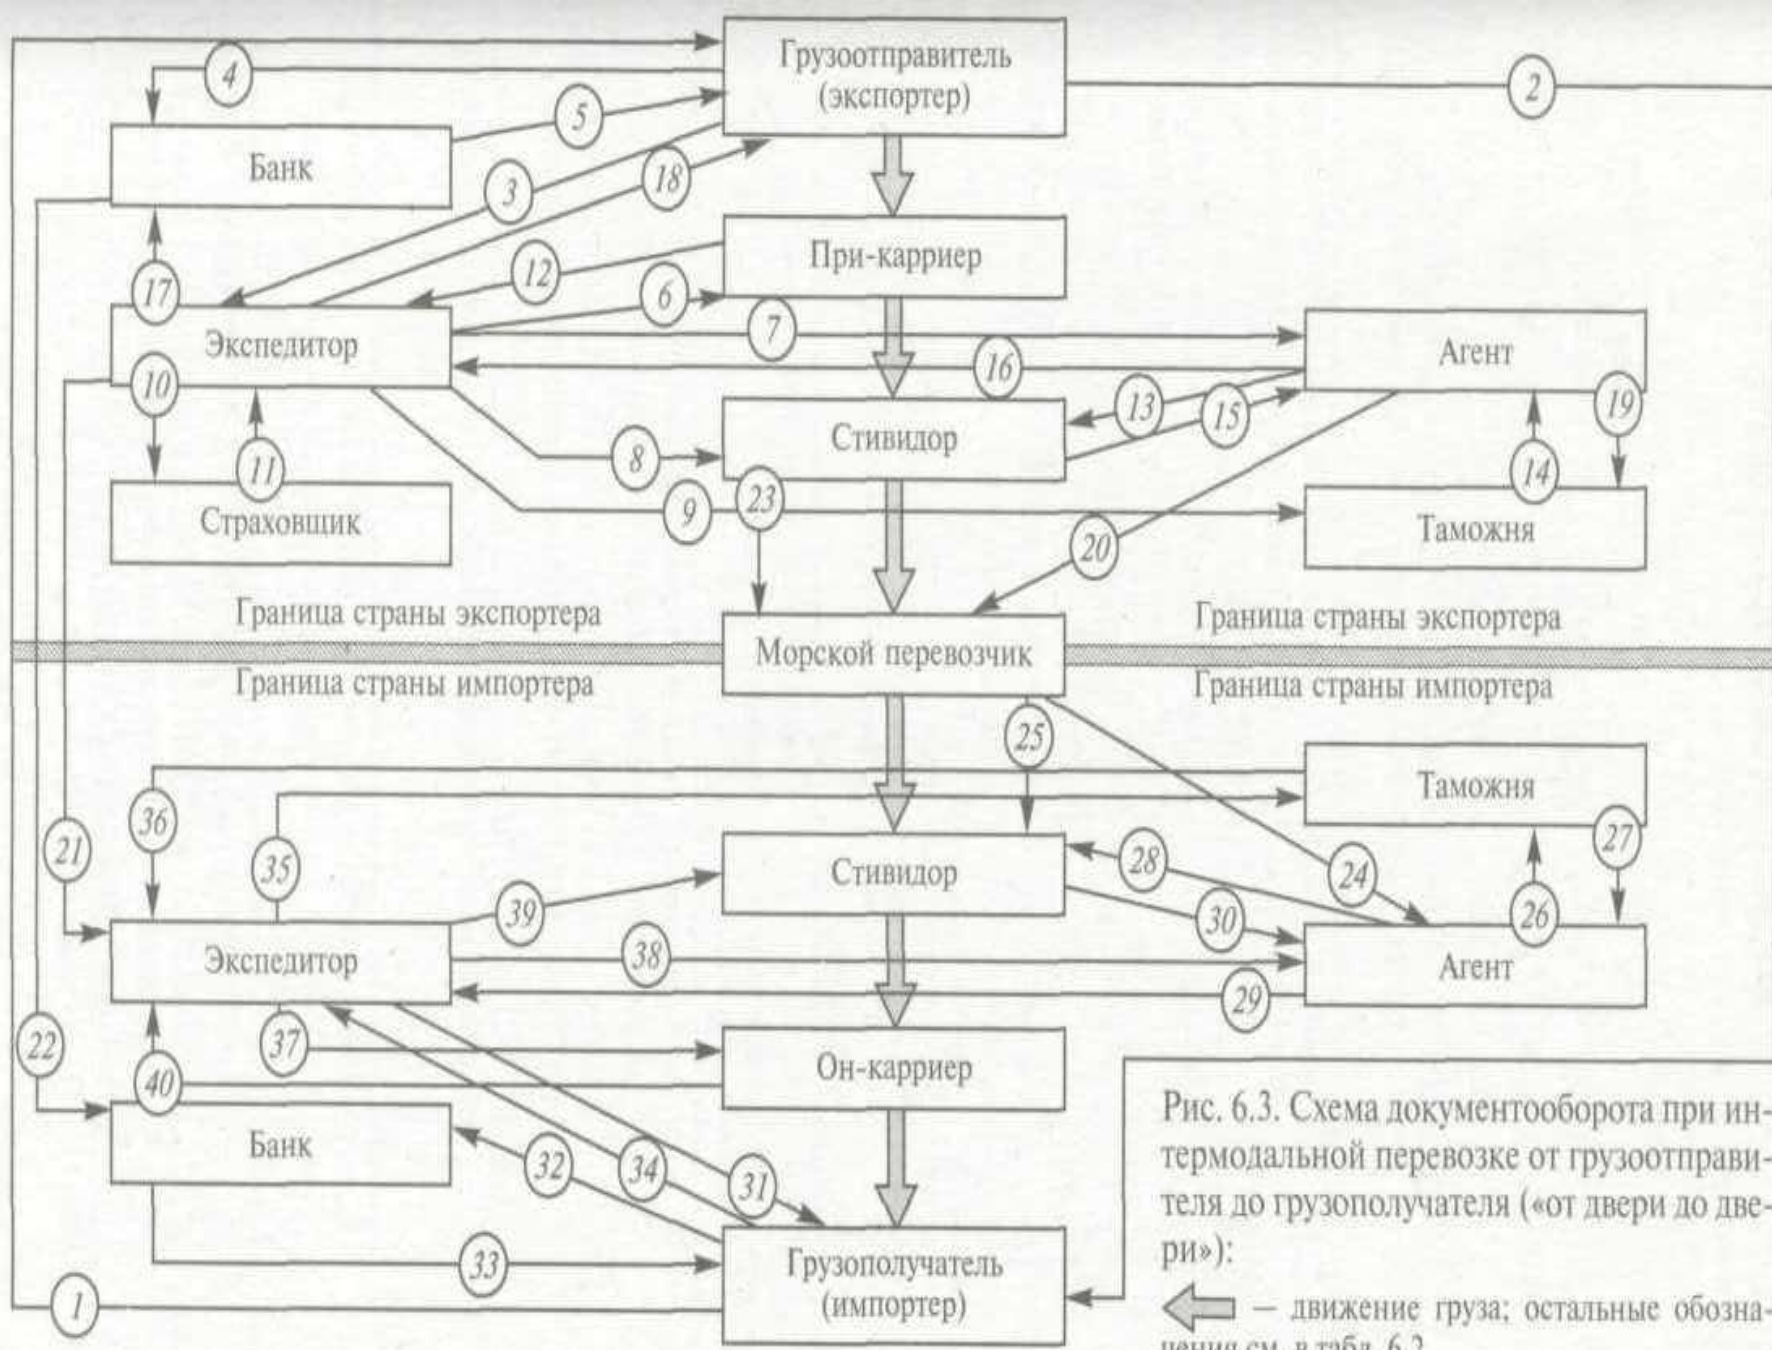 Грузоотправитель
(экспортер)
4
2
5
Банк
3
18
При-карриер
12
17
6
7
Экспедитор
Агент
16
10
13
15
19
Стивидор
8
11
14
23
9
Страховщик
Таможня
20
Граница страны экспортера
Граница страны экспортера
Морской перевозчик
Граница страны импортера
Граница страны импортера
25
Таможня
36
27
21
35
28
24
Стивидор
39
30
26
Экспедитор
38
Агент
29
22
37
40
Он-карриер
Банк
32
34
31
33
Грузополучатель
(импортер)
1
Рис. 6.3. Схема документооборота при ин-
термодальной перевозке от грузоотправи-
теля до грузополучателя («от двери до две-
ри»):
— движение груза; остальные обозна-
чения см. в табл. 6.2